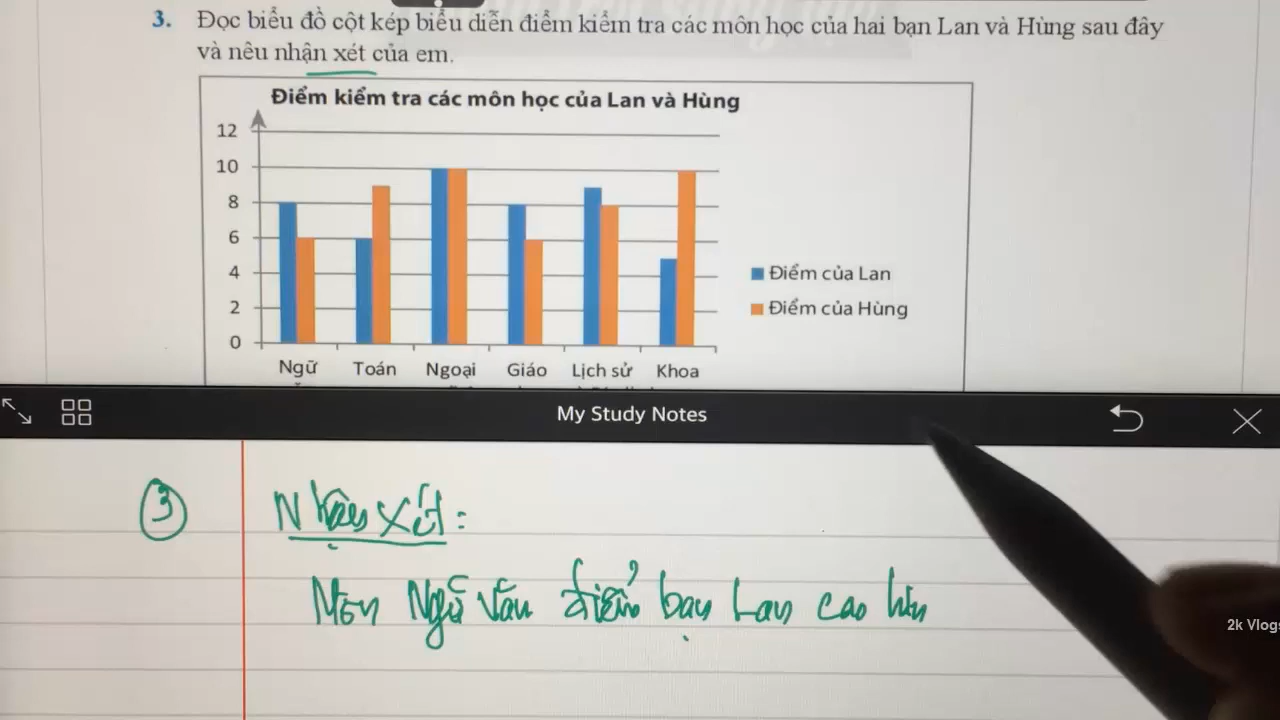 3. Đọc biểu đồ cột kép biểu diễn điểm kiểm tra các môn học của hai bạn Lan và Hùng sau đây
và nêu nhận xét của em.
Điểm kiểm tra các môn học của Lan và Hùng
12
10
8
6
4
2
0
Điểm của Lan
Điểm của Hùng
Ngữ Toán Ngoại Giáo Lịch sử Khoa
My Study Notes
3 Nhận xét:
Môn Ngữ văn điểm bạn Lan cao hơn
2k Vlogs